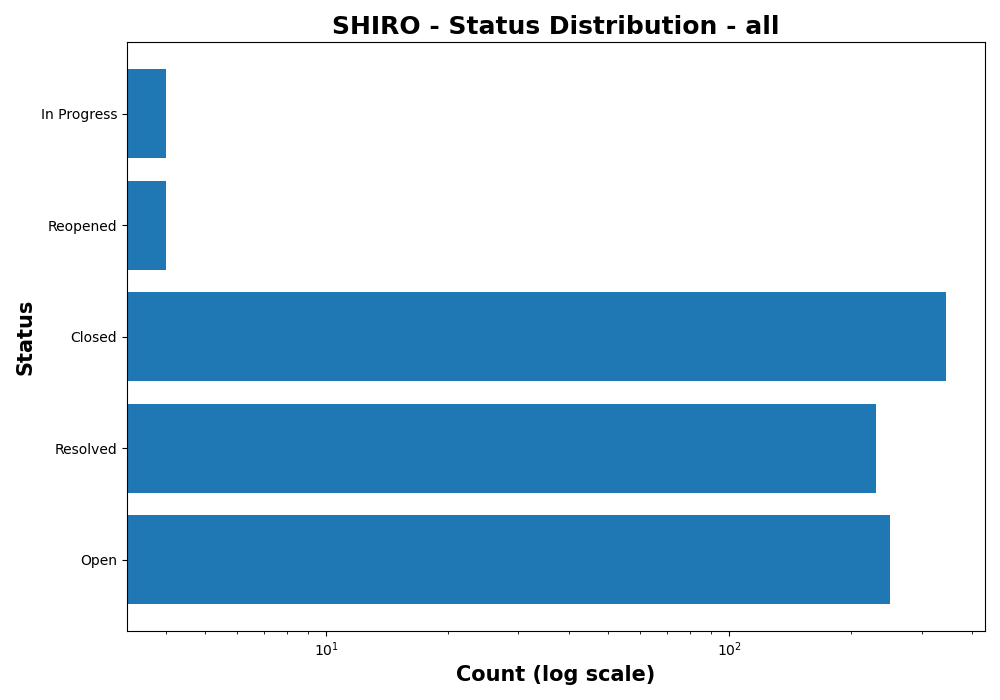 SHIRO - Status Distribution - all
In Progress
Reopened
Closed
Resolved
Open
Status
10¹
10²
Count (log scale)